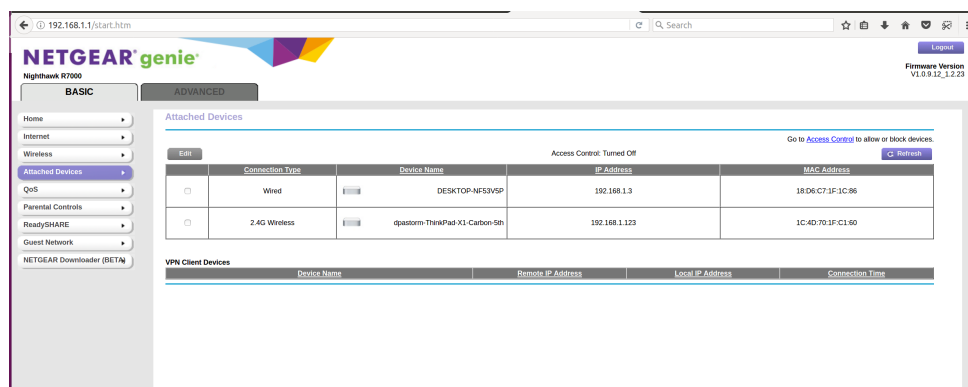 192.168.1.1/start.htm
Search
NETGEAR® genie®
Logout
Nighthawk R7000
Firmware Version
V1.0.9.12_1.2.23
BASIC
ADVANCED
Home
Internet
Wireless
Attached Devices
QoS
Parental Controls
ReadySHARE
Guest Network
NETGEAR Downloader (BETA)
Attached Devices
Go to Access Control to allow or block devices.
Edit
Access Control: Turned Off
Refresh
Connection Type Device Name IP Address MAC Address
Wired DESKTOP-NF53V5P 192.168.1.3 18:D6:C7:1F:1C:86
2.4G Wireless dpastorm-ThinkPad-X1-Carbon-5th 192.168.1.123 1C:4D:70:1F:C1:60
VPN Client Devices
Device Name Remote IP Address Local IP Address Connection Time